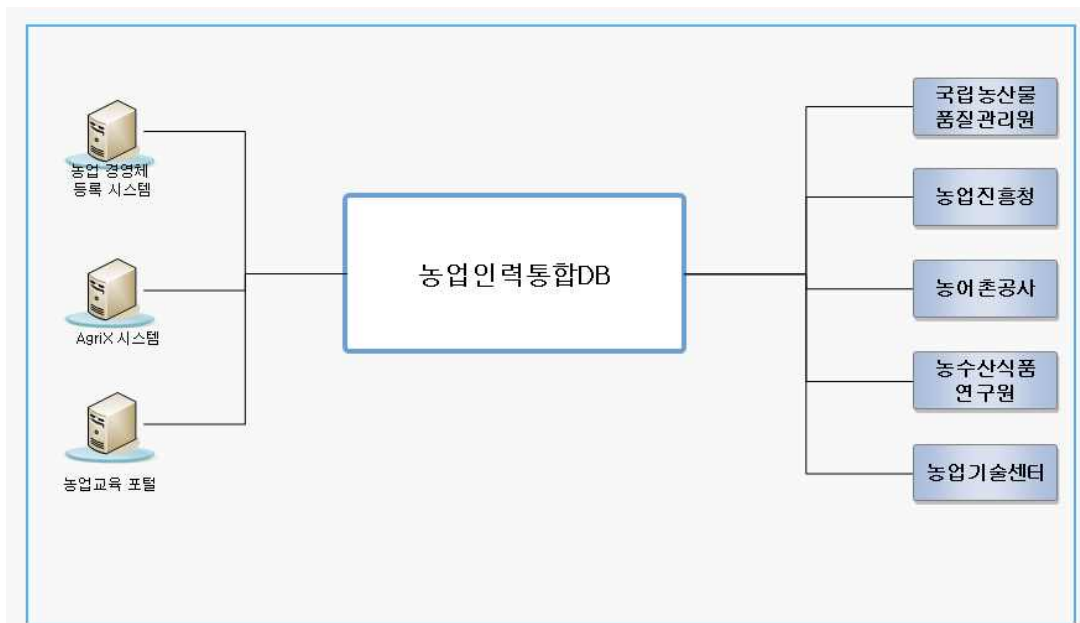 농업 경영체
등록 시스템
AgriX 시스템
농업교육 포털
농업인력통합DB
국립농산물
품질관리원
농업진흥청
농어촌공사
농수산식품
연구원
농업기술센터